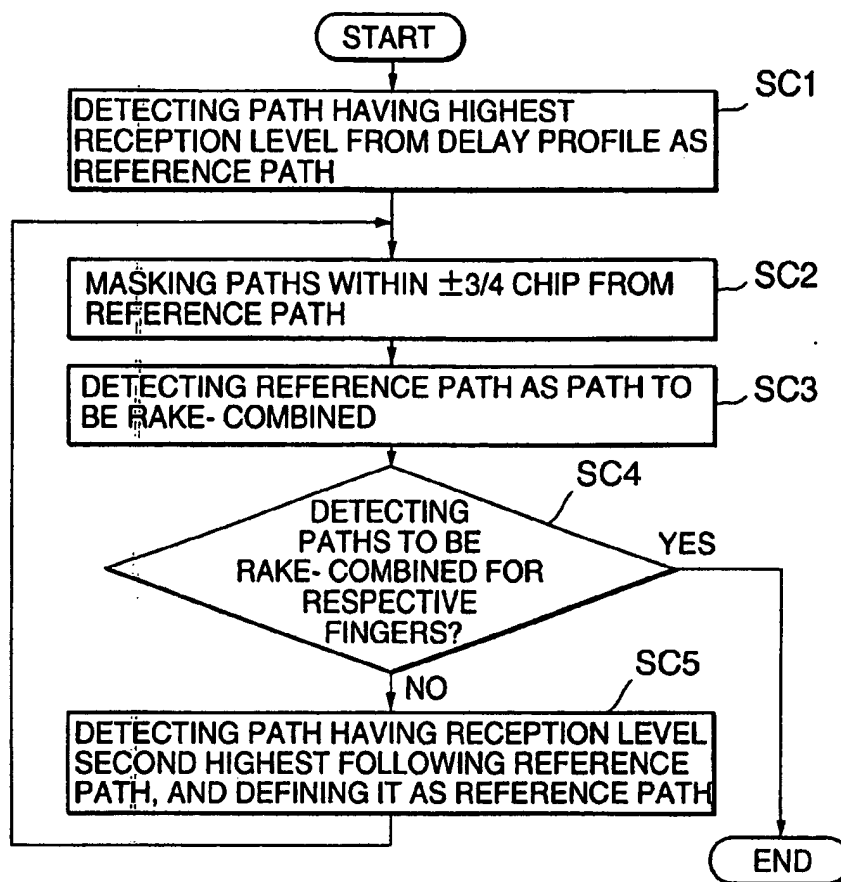 START
SC1
DETECTING PATH HAVING HIGHEST
RECEPTION LEVEL FROM DELAY PROFILE AS
REFERENCE PATH
MASKING PATHS WITHIN ±3/4 CHIP FROM
REFERENCE PATH
SC2
DETECTING REFERENCE PATH AS PATH TO
BE RAKE- COMBINED
SC3
SC4
DETECTING
PATHS TO BE
RAKE- COMBINED FOR
RESPECTIVE
FINGERS?
YES
NO
SC5
DETECTING PATH HAVING RECEPTION LEVEL
SECOND HIGHEST FOLLOWING REFERENCE
PATH, AND DEFINING IT AS REFERENCE PATH
END